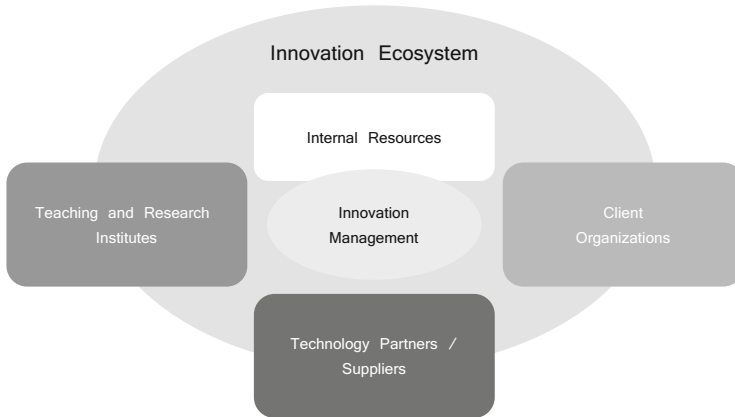 Innovation Ecosystem
Internal Resources
Teaching and Research
Institutes
Innovation
Management
Client
Organizations
Technology Partners /
Suppliers